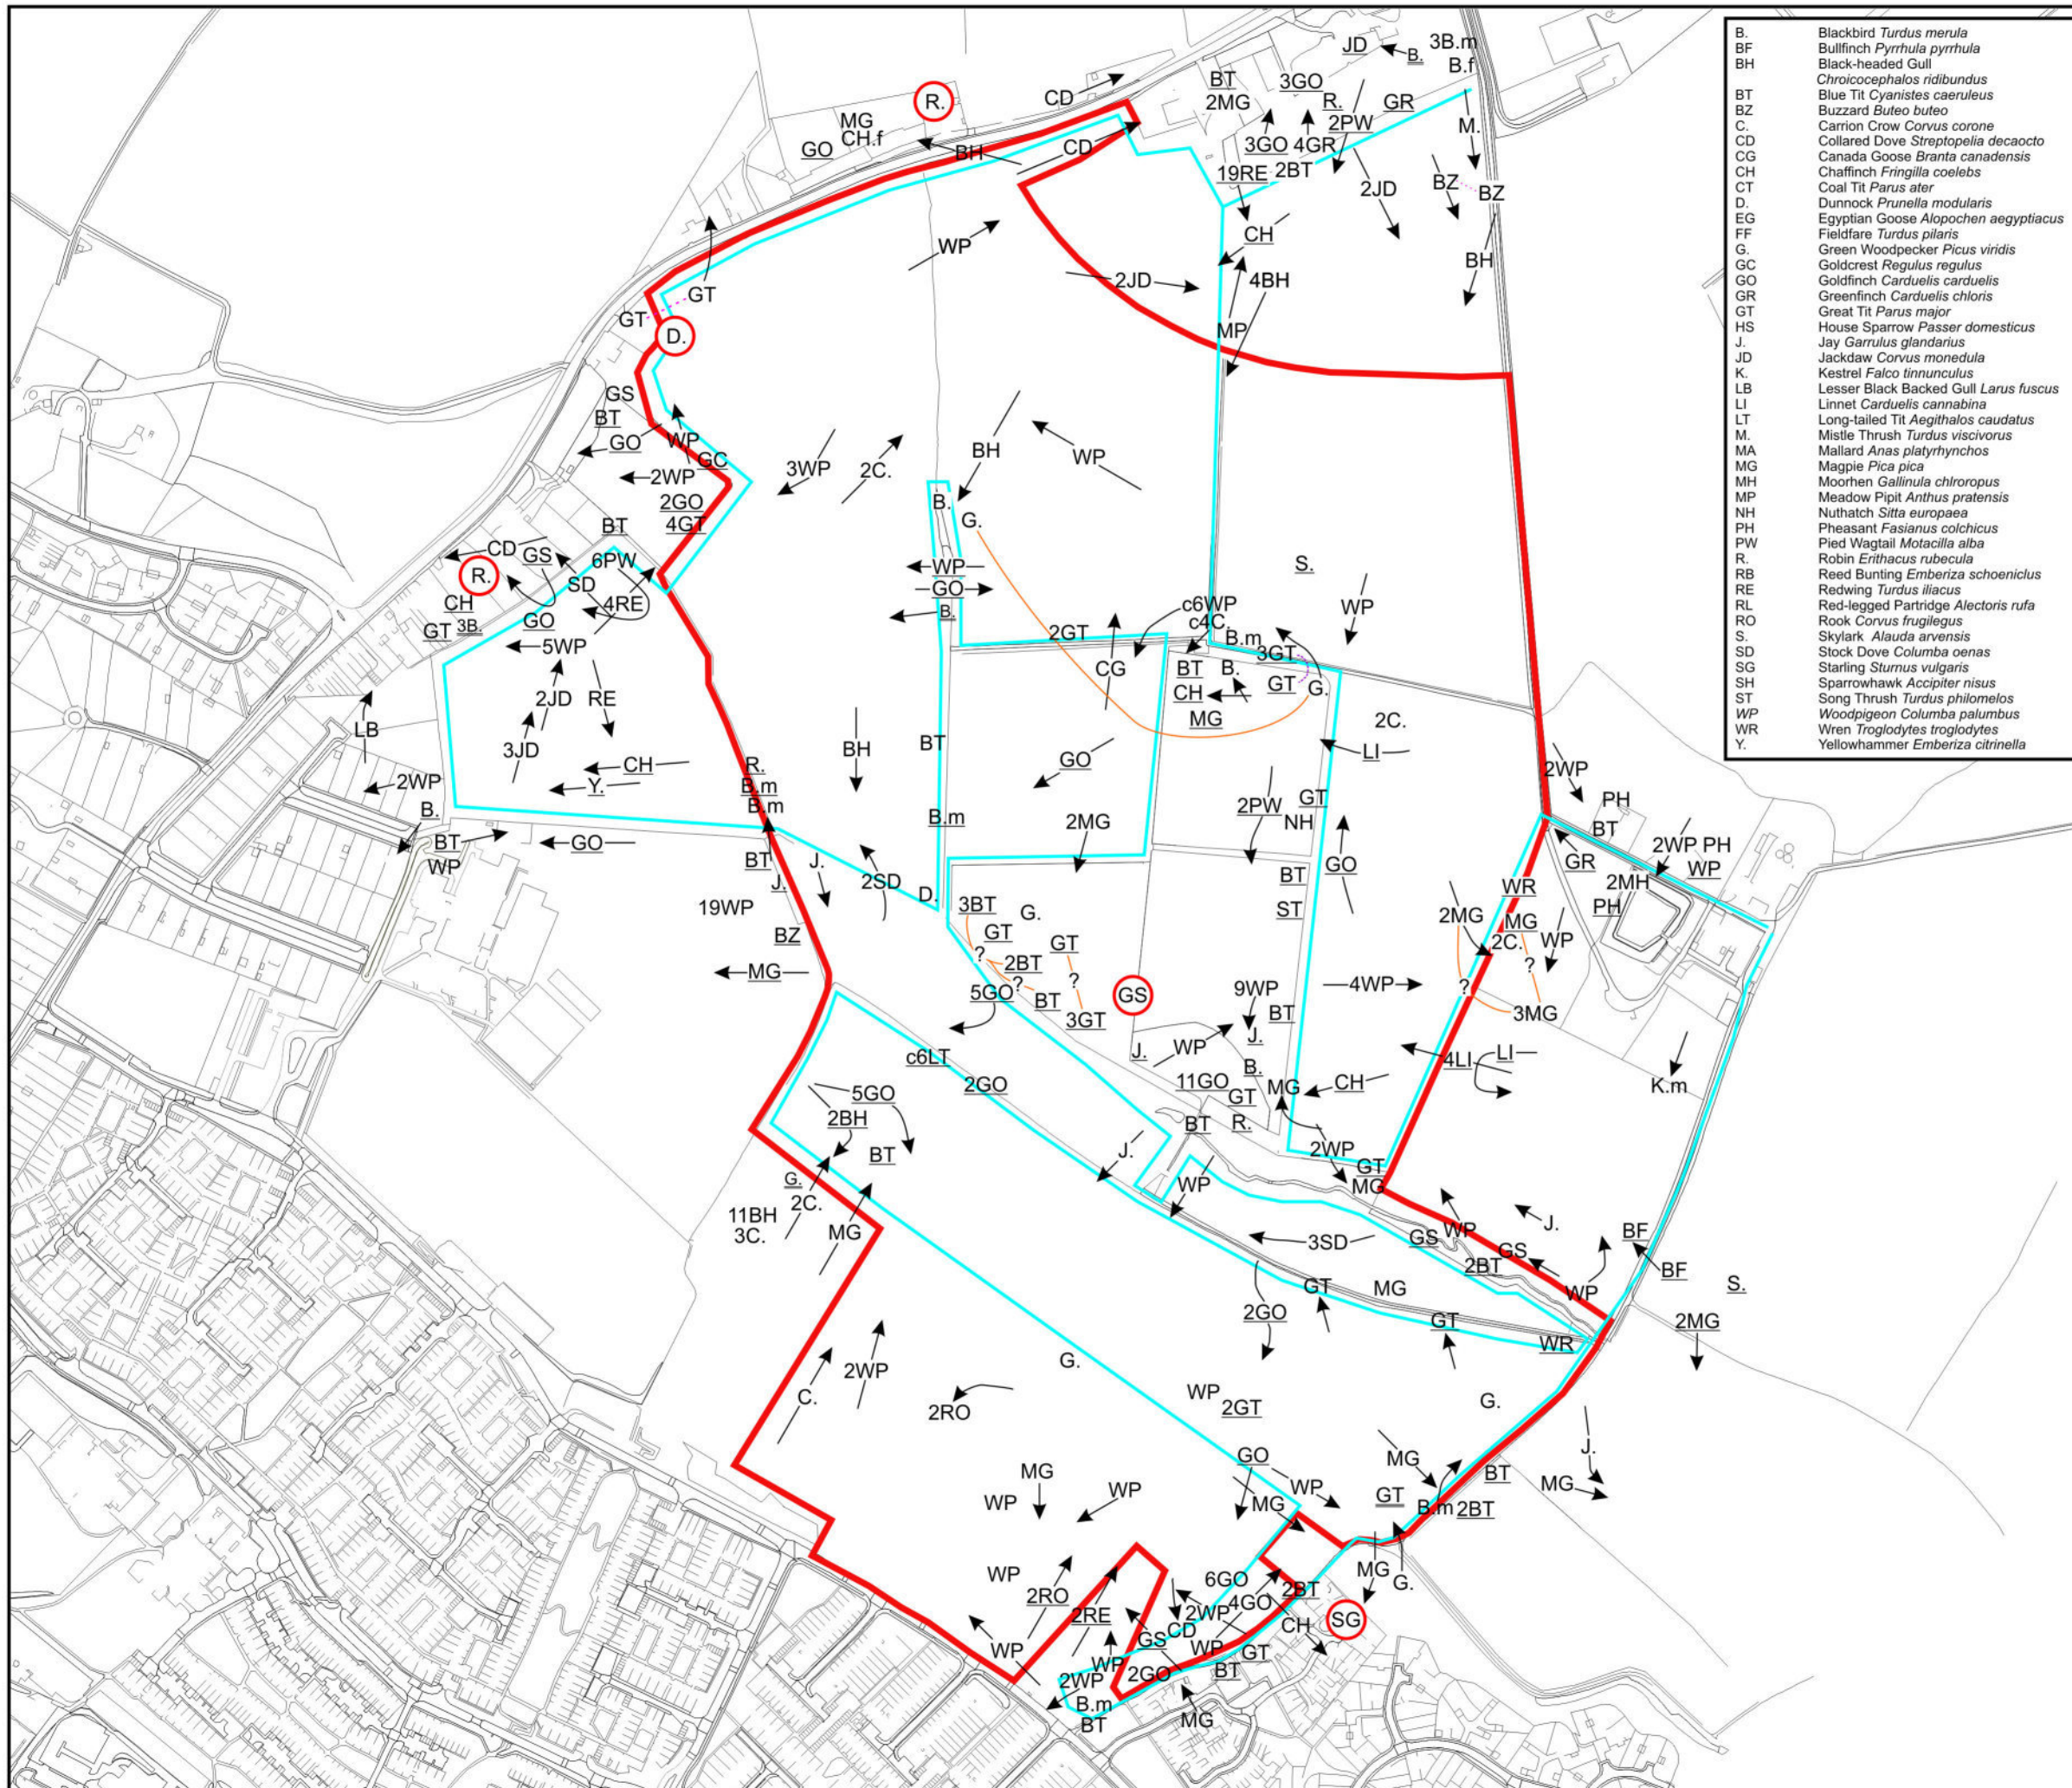 B. Blackbird Turdus merula
BF Bullfinch Pyrrhula pyrrhula
BH Black-headed Gull
Chroicocephalos ridibundus
BT Blue Tit Cyanistes caeruleus
BZ Buzzard Buteo buteo
C. Carrion Crow Corvus corone
CD Collared Dove Streptopelia decaocto
CG Canada Goose Branta canadensis
CH Chaffinch Fringilla coelebs
CT Coal Tit Parus ater
D. Dunnock Prunella modularis
EG Egyptian Goose Alopochen aegyptiacus
FF Fieldfare Turdus pilaris
G. Green Woodpecker Picus viridis
GC Goldcrest Regulus regulus
GO Goldfinch Carduelis carduelis
GR Greenfinch Carduelis chloris
GT Great Tit Parus major
HS House Sparrow Passer domesticus
J. Jay Garrulus glandarius
JD Jackdaw Corvus monedula
K. Kestrel Falco tinnunculus
LB Lesser Black Backed Gull Larus fuscus
LI Linnet Carduelis cannabina
LT Long-tailed Tit Aegithalos caudatus
M. Mistle Thrush Turdus viscivorus
MA Mallard Anas platyrhynchos
MG Magpie Pica pica
MH Moorhen Gallinula chlroropus
MP Meadow Pipit Anthus pratensis
NH Nuthatch Sitta europaea
PH Pheasant Fasianus colchicus
PW Pied Wagtail Motacilla alba
R. Robin Erithacus rubecula
RB Reed Bunting Emberiza schoeniclus
RE Redwing Turdus iliacus
RL Red-legged Partridge Alectoris rufa
RO Rook Corvus frugilegus
S. Skylark Alauda arvensis
SD Stock Dove Columba oenas
SG Starling Sturnus vulgaris
SH Sparrowhawk Accipiter nisus
ST Song Thrush Turdus philomelos
WP Woodpigeon Columba palumbus
WR Wren Troglodytes troglodytes
Y. Yellowhammer Emberiza citrinella
JD B. 3B.m
B.f
R. CD BT 3GO
MG 2MG R. GR
CH.f 2PW M.
GO BH CD 3GO 4GR
19RE 2BT 2JD BZ BZ
WP CH
BH
GT 2JD 4BH
GT
D. MP
GS
BT
GO WP BH WP
GC 3WP 2C.
2WP
2GO B.
4GT G.
BT
CD GS 6PW WP S.
R. SD GO
CH 4RE B. c6WP WP
GT 3B. GO c4C.
5WP 2GT B.m
3GT
CG BT B.
2JD RE CH GT G.
MG 2C.
LB 3JD BH BT LI
CH R. GO 2WP
2WP Y. B.m 2PW GT PH
B. B.m B.m 2MG NH BT
BT GO 2WP PH
WP BT J. GO GR WP
J. 2SD BT 2MH
19WP D. 3BT G. ST WR PH
2MG MG
BZ GT GT 2C. WP
? 2BT ?
MG ? ? 4WP ?
5GO BT GS 9WP
3GT BT 3MG
J.
c6LT J. WP 4LI LI
B. K.m
5GO 2GO 11GO MG CH
2BH GT
BT BT R.
J. 2WP
G. GT
2C. WP MG
11BH
3C. MG WP J.
3SD GS GS BF
2BT BF
GT MG WP S.
2GO 2MG
GT
WR
G.
2WP
C. WP
2RO 2GT G.
GO J.
MG MG
WP WP WP BT MG
MG GT
B.m 2BT
WP MG G.
2RO 6GO 2BT
2RE 2WP 4GO
CD CH SG
WP GS WP GT
WP 2GO BT
2WP
B.m
BT MG